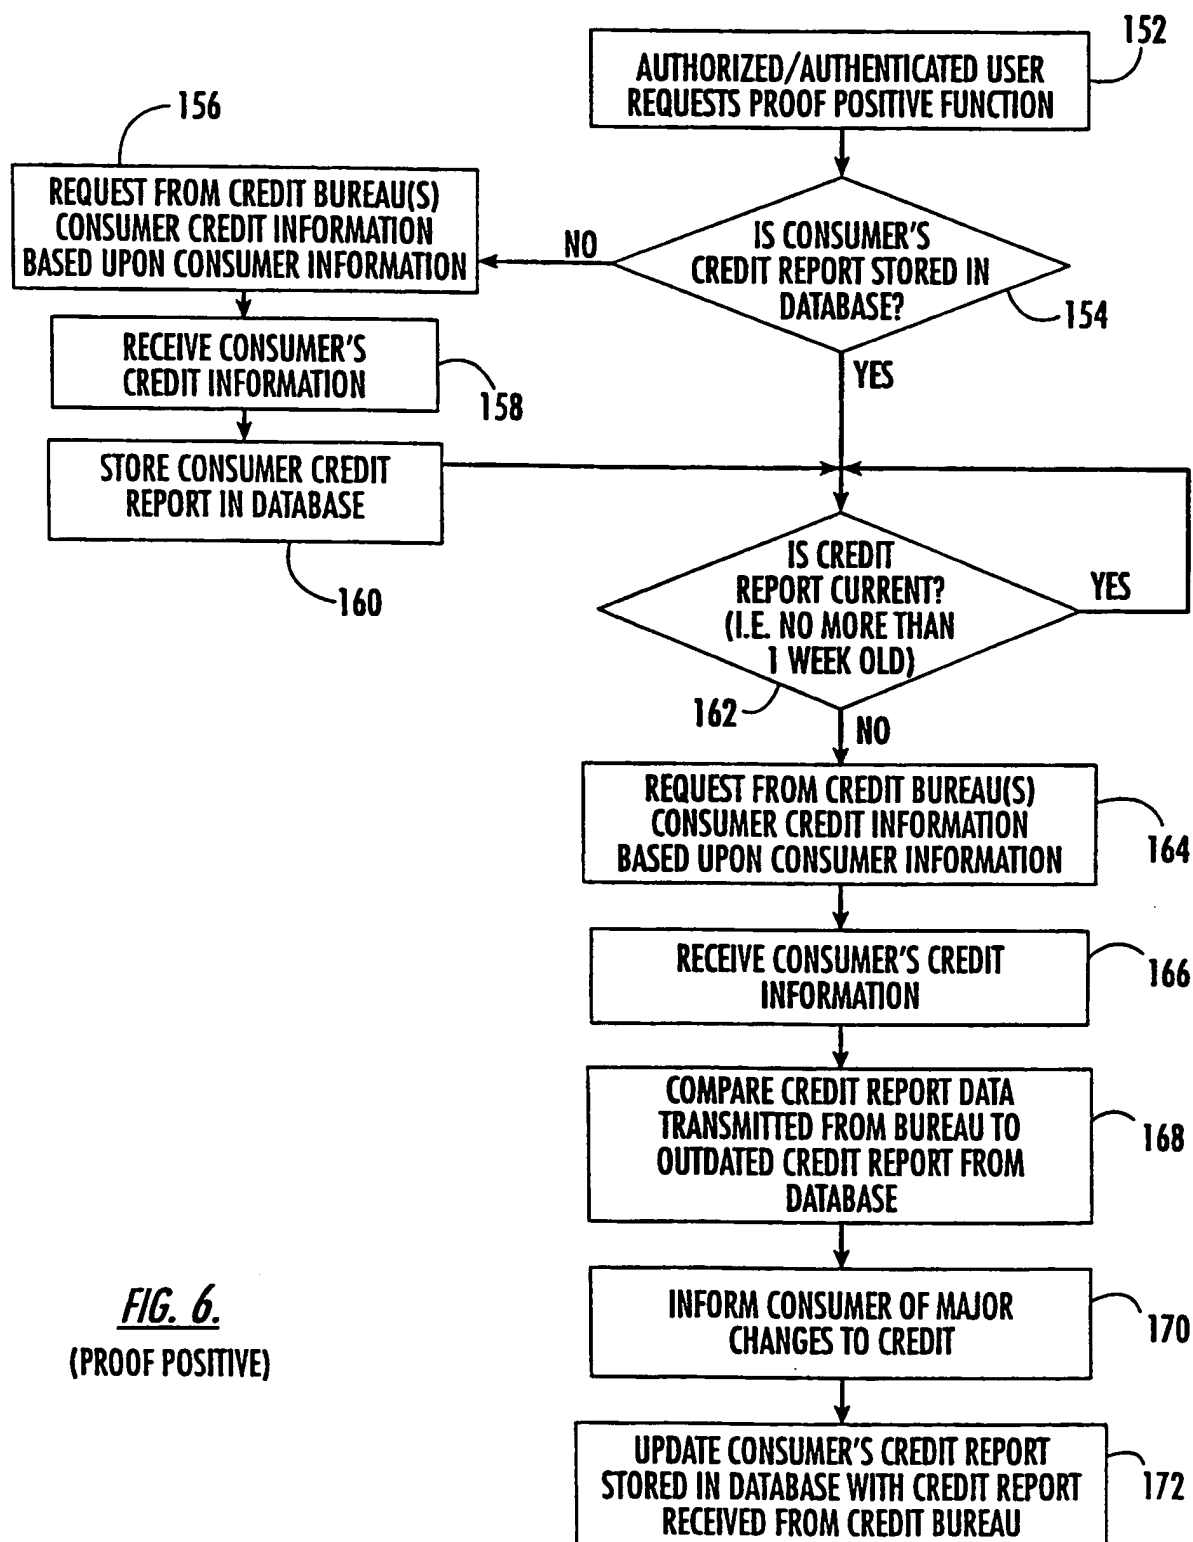 152
AUTHORIZED/AUTHENTICATED USER
REQUESTS PROOF POSITIVE FUNCTION
156
REQUEST FROM CREDIT BUREAU(S)
CONSUMER CREDIT INFORMATION
BASED UPON CONSUMER INFORMATION
NO
IS CONSUMER'S
CREDIT REPORT STORED IN
DATABASE?
154
YES
RECEIVE CONSUMER'S
CREDIT INFORMATION
158
STORE CONSUMER CREDIT
REPORT IN DATABASE
160
IS CREDIT
REPORT CURRENT?
(I.E. NO MORE THAN
1 WEEK OLD)
YES
162
NO
REQUEST FROM CREDIT BUREAU(S)
CONSUMER CREDIT INFORMATION
BASED UPON CONSUMER INFORMATION
164
RECEIVE CONSUMER'S CREDIT
INFORMATION
166
COMPARE CREDIT REPORT DATA
TRANSMITTED FROM BUREAU TO
OUTDATED CREDIT REPORT FROM
DATABASE
168
INFORM CONSUMER OF MAJOR
CHANGES TO CREDIT
170
UPDATE CONSUMER'S CREDIT REPORT
STORED IN DATABASE WITH CREDIT REPORT
RECEIVED FROM CREDIT BUREAU
172
FIG. 6.
(PROOF POSITIVE)